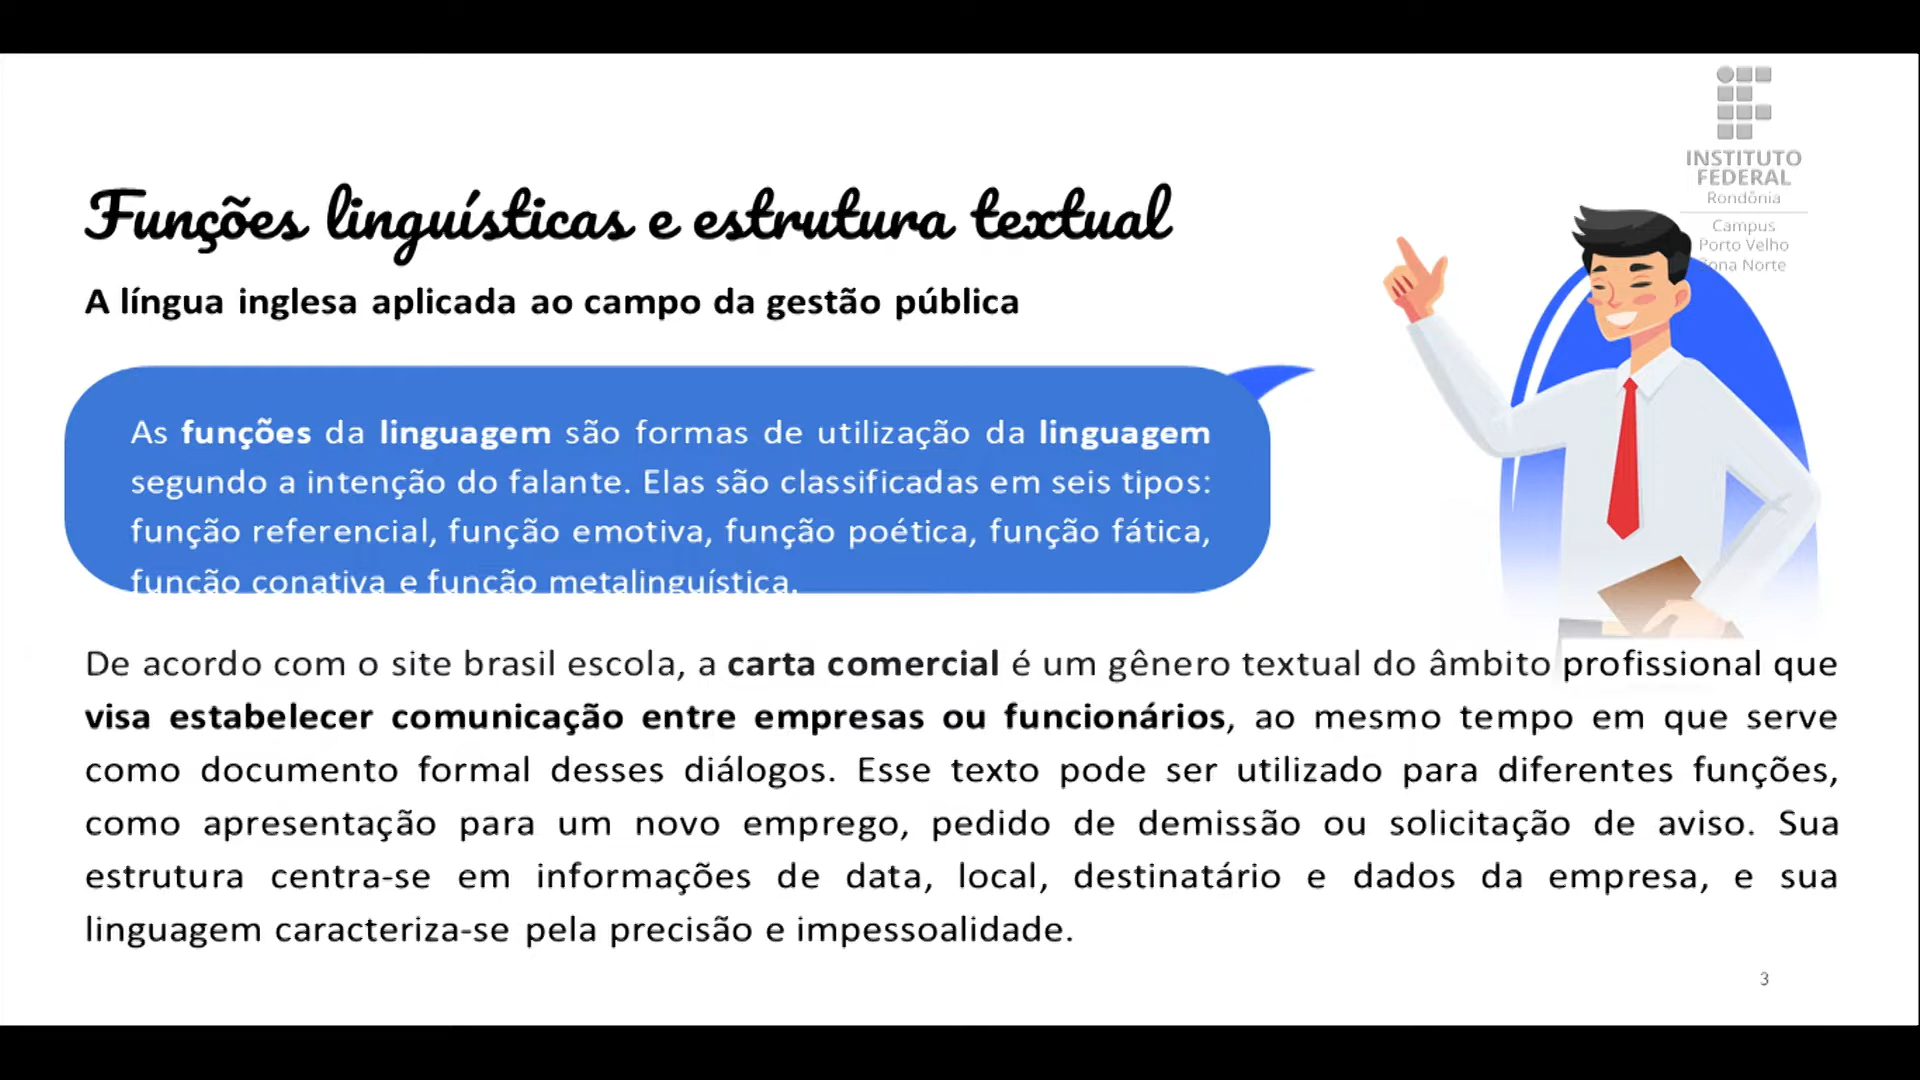 INSTITUTO
FEDERAL
Rondônia
Campus
Porto Velho
Zona Norte
Funções linguísticas e estrutura textual
A língua inglesa aplicada ao campo da gestão pública
As funções da linguagem são formas de utilização da linguagem
segundo a intenção do falante. Elas são classificadas em seis tipos:
função referencial, função emotiva, função poética, função fática,
função conativa e função metalinguística.
De acordo com o site brasil escola, a carta comercial é um gênero textual do âmbito profissional que
visa estabelecer comunicação entre empresas ou funcionários, ao mesmo tempo em que serve
como documento formal desses diálogos. Esse texto pode ser utilizado para diferentes funções,
como apresentação para um novo emprego, pedido de demissão ou solicitação de aviso. Sua
estrutura centra-se em informações de data, local, destinatário e dados da empresa, e sua
linguagem caracteriza-se pela precisão e impessoalidade.
3